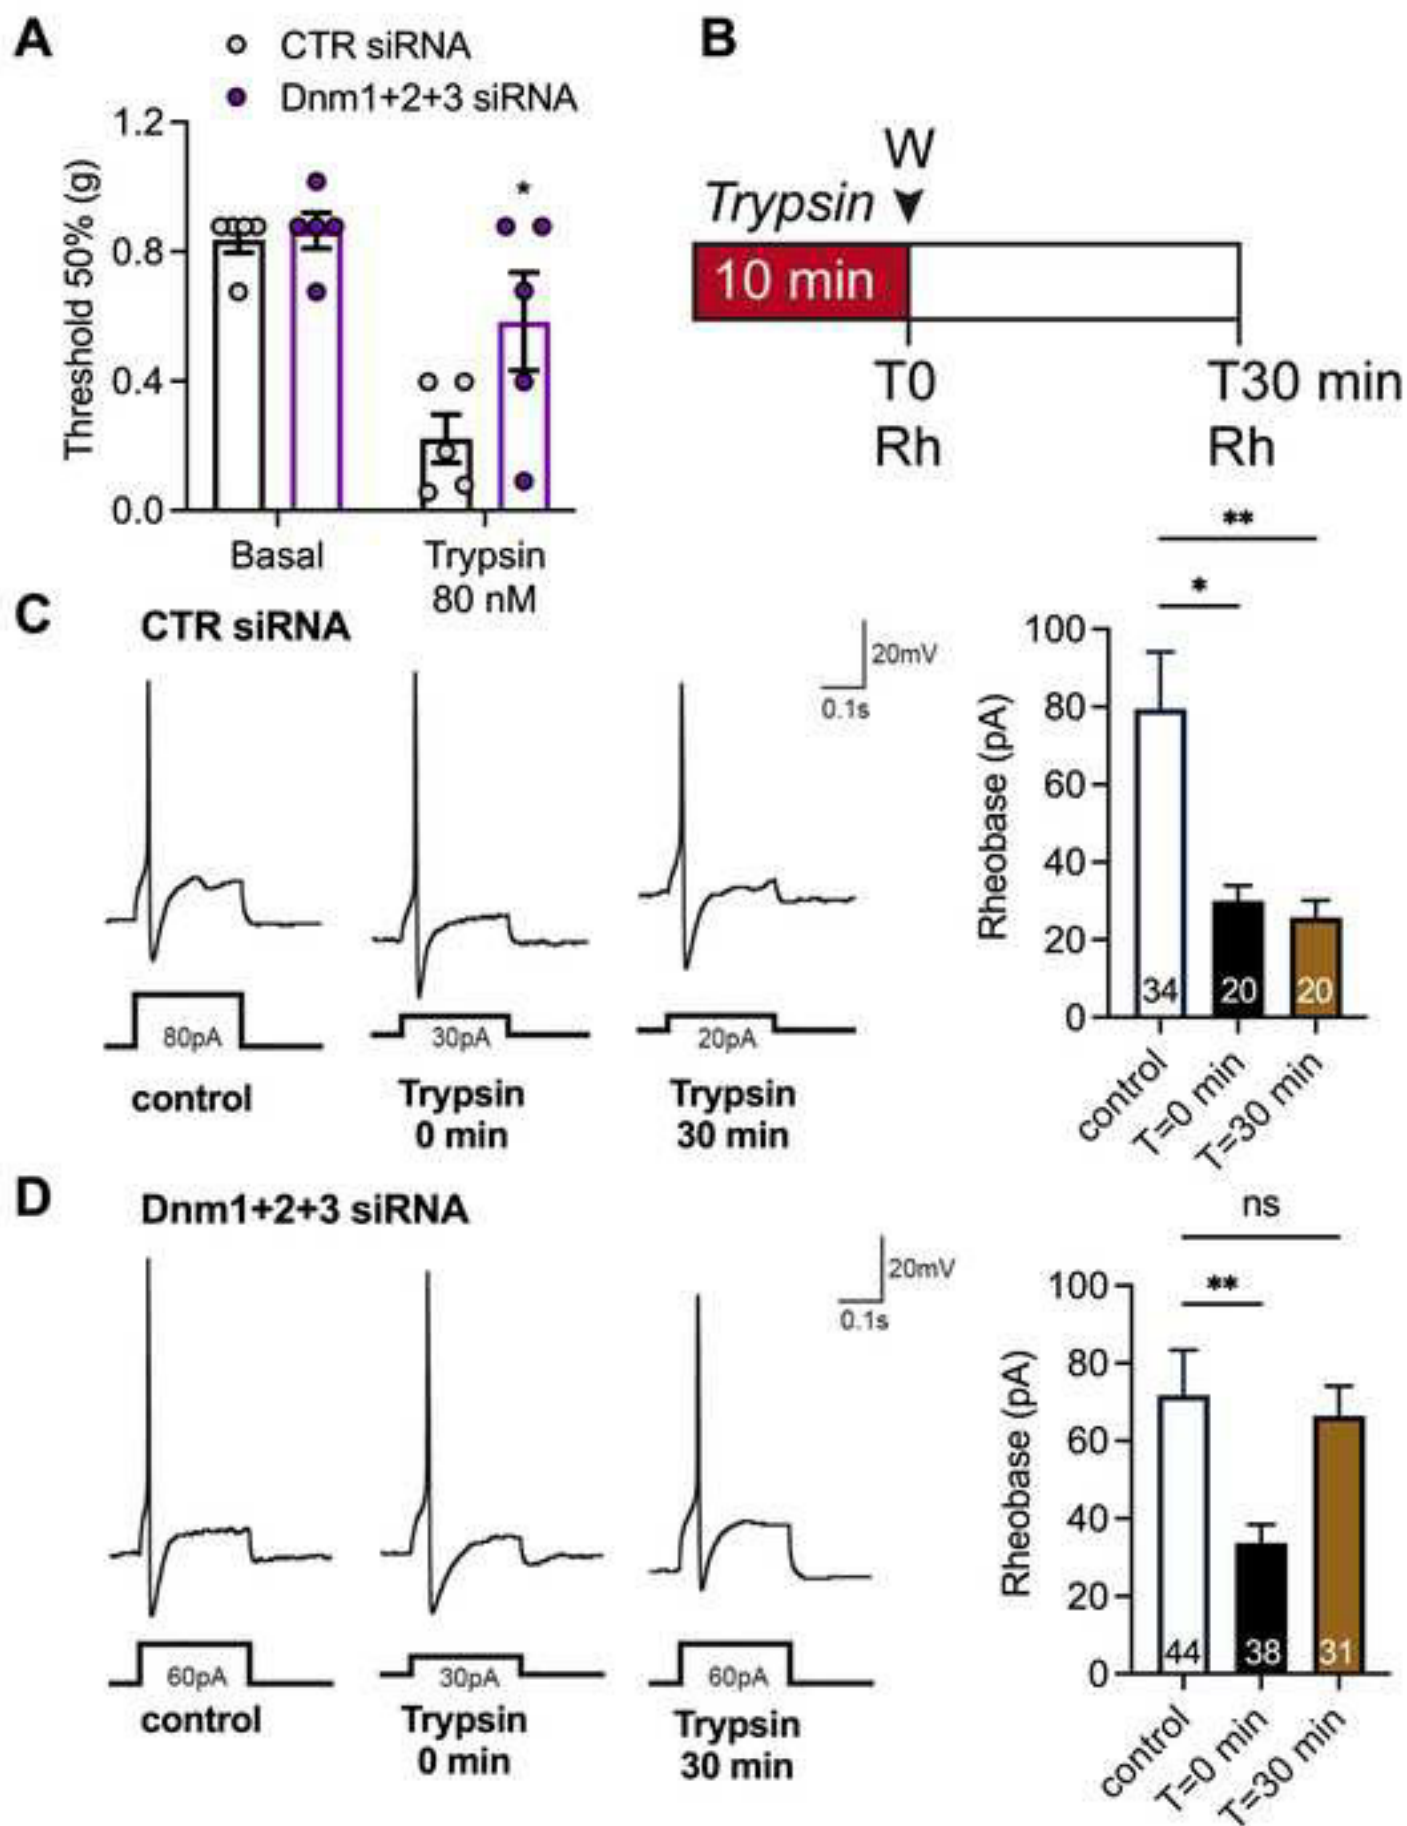 A
CTR siRNA
Dnm1+2+3 siRNA
Threshold 50% (g)
1.2
0.8
0.4
0.0
*
Basal
Trypsin
80 nM
B
W
Trypsin
10 min
T0
T30 min
Rh
Rh
C
CTR siRNA
20mV
0.1s
80pA
30pA
20pA
control
Trypsin
0 min
Trypsin
30 min
**
*
Rheobase (pA)
100
80
60
40
20
0
34
20
20
control
T=0 min
T=30 min
D
Dnm1+2+3 siRNA
20mV
0.1s
60pA
30pA
60pA
control
Trypsin
0 min
Trypsin
30 min
ns
**
Rheobase (pA)
100
80
60
40
20
0
44
38
31
control
T=0 min
T=30 min